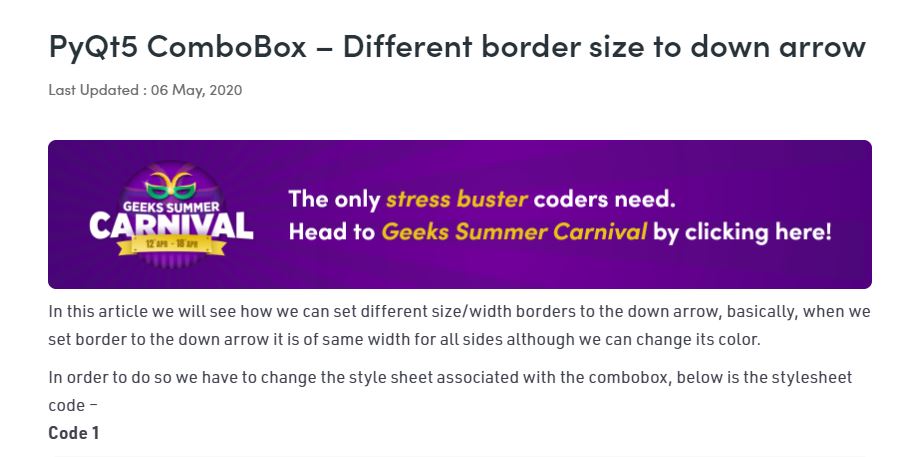 PyQt5 ComboBox – Different border size to down arrow
Last Updated : 06 May, 2020
GEEKS SUMMER
CARNIVAL
12 APR - 18 APR
The only stress buster coders need.
Head to Geeks Summer Carnival by clicking here!
In this article we will see how we can set different size/width borders to the down arrow, basically, when we
set border to the down arrow it is of same width for all sides although we can change its color.
In order to do so we have to change the style sheet associated with the combobox, below is the stylesheet
code –
Code 1